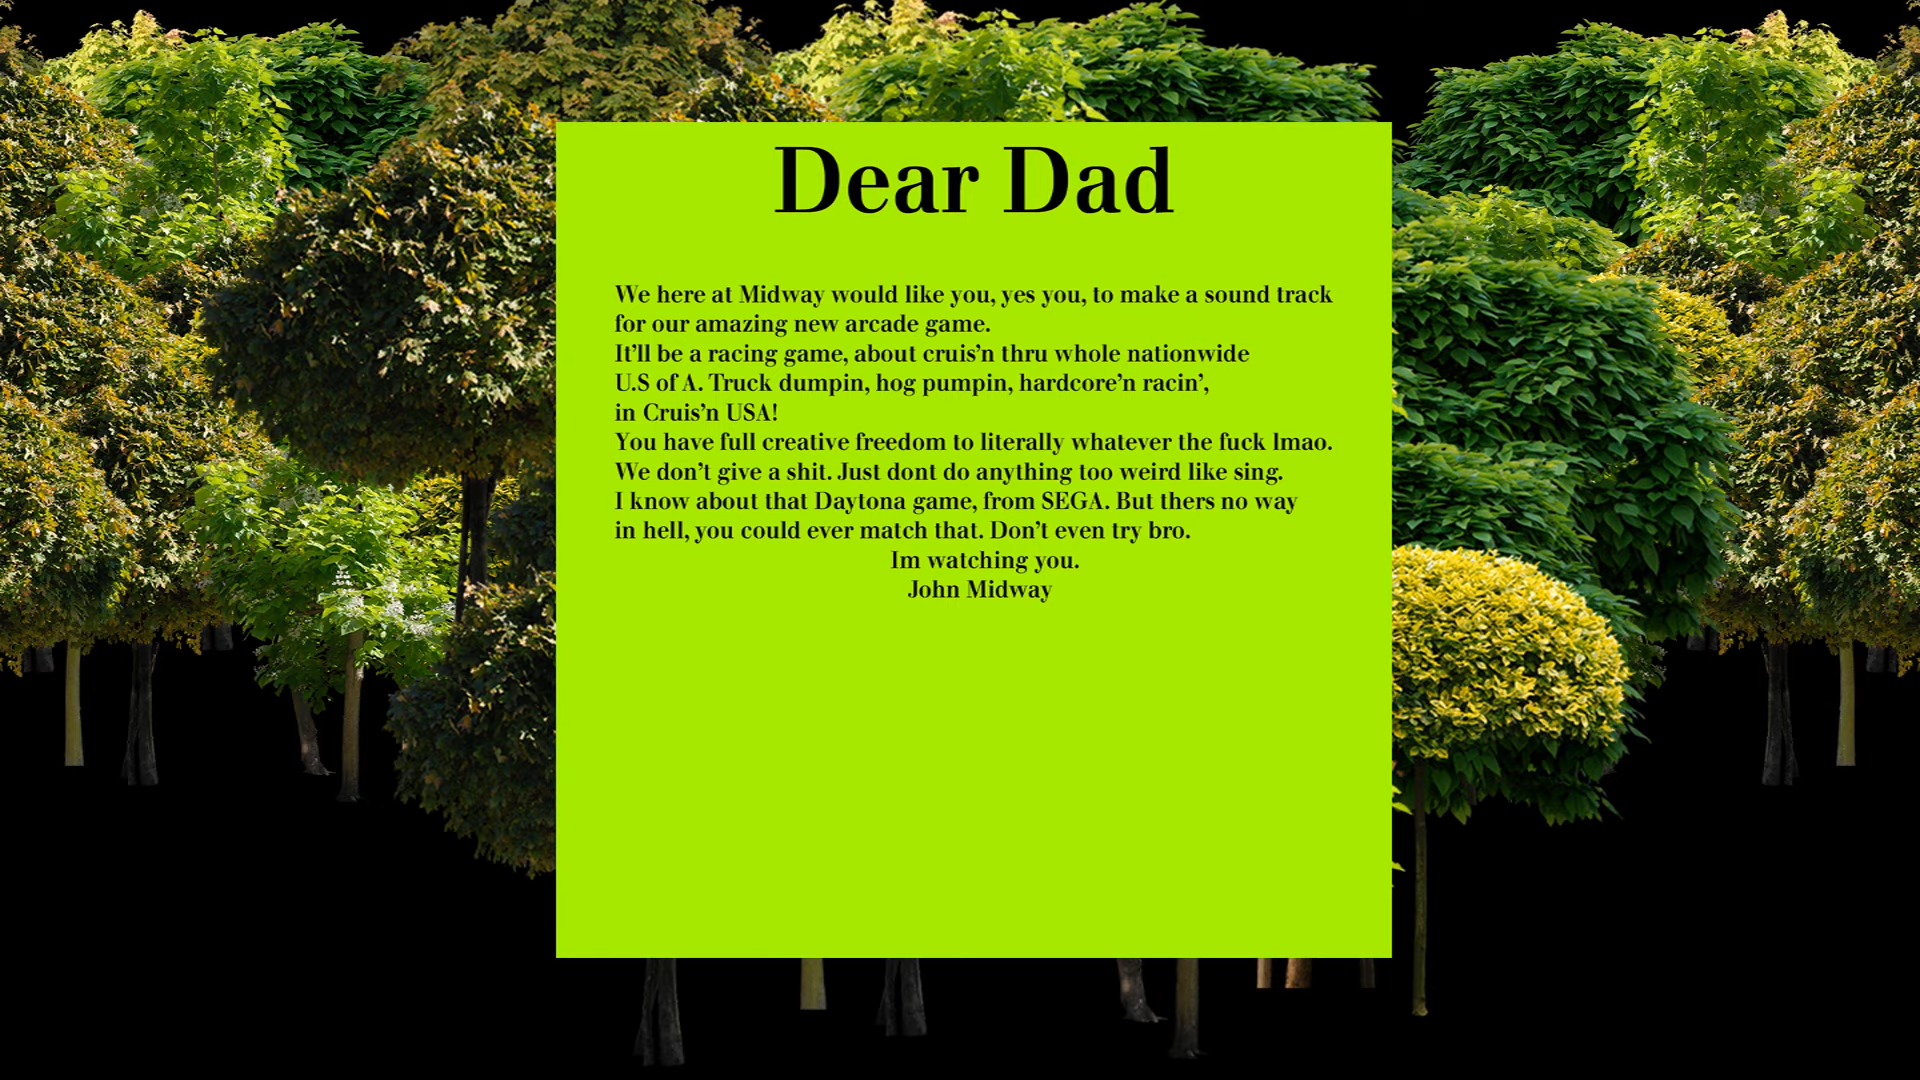 Dear Dad
We here at Midway would like you, yes you, to make a sound track
for our amazing new arcade game.
It’ll be a racing game, about cruis’n thru whole nationwide
U.S of A. Truck dumpin, hog pumpin, hardcore’n racin’,
in Cruis’n USA!
You have full creative freedom to literally whatever the fuck lmao.
We don’t give a shit. Just dont do anything too weird like sing.
I know about that Daytona game, from SEGA. But thers no way
in hell, you could ever match that. Don’t even try bro.
Im watching you.
John Midway